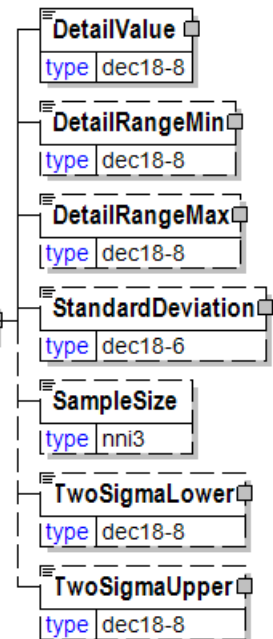 DetailValue
type dec18-8
DetailRangeMin
type dec18-8
DetailRangeMax
type dec18-8
StandardDeviation
type dec18-6
SampleSize
type nni3
TwoSigmaLower
type dec18-8
TwoSigmaUpper
type dec18-8